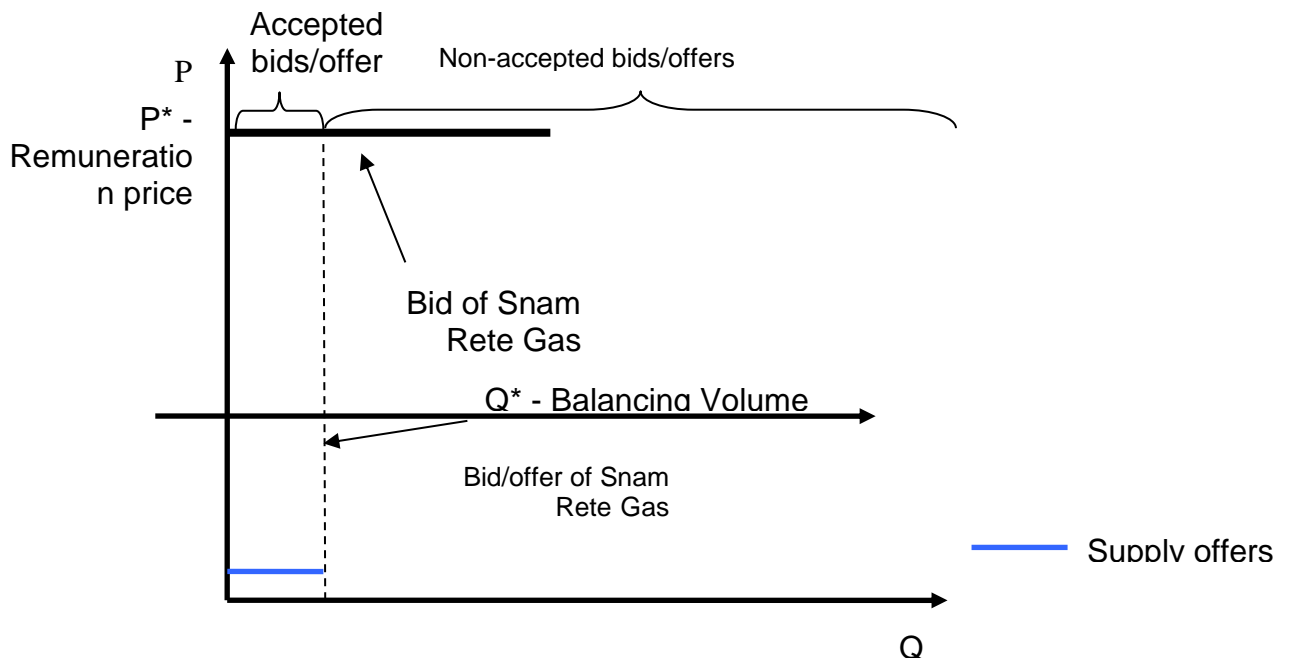 Accepted
bids/offer
Non-accepted bids/offers
P
P* -
Remuneratio
n price
Bid of Snam
Rete Gas
Q* - Balancing Volume
Bid/offer of Snam
Rete Gas
Supply offers
Q